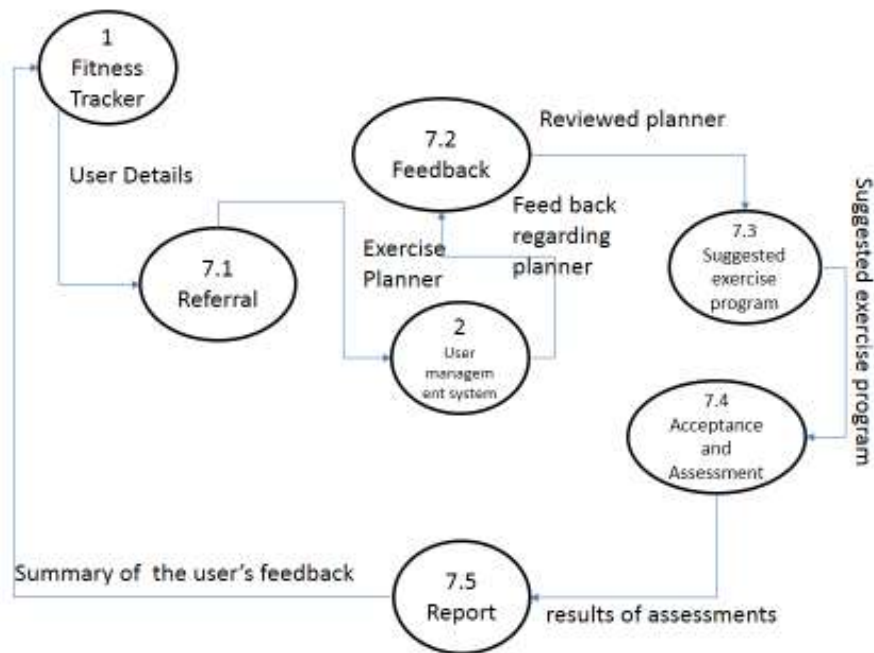 1
Fitness
Tracker
User Details
7.1
Referral
Exercise
Planner
2
User
managem
ent system
Feed back
regarding
planner
7.2
Feedback
Reviewed planner
7.3
Suggested
exercise
program
Suggested exercise program
7.4
Acceptance
and
Assessment
results of assessments
7.5
Report
Summary of the user's feedback